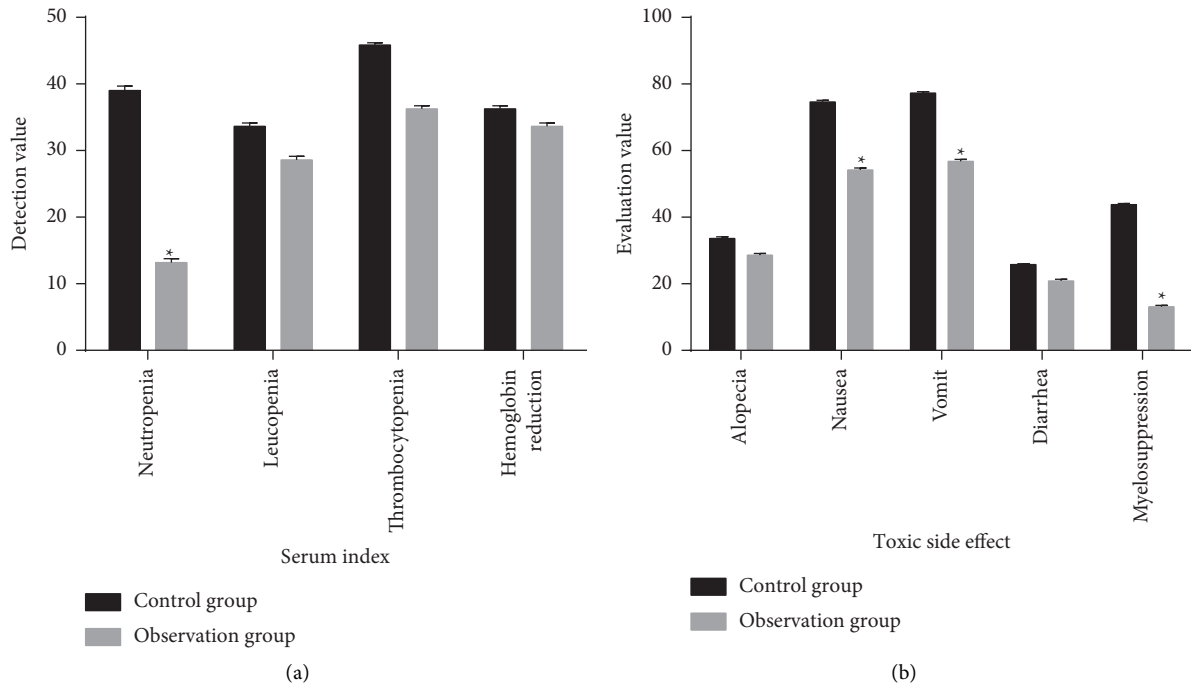 50
40
30
20
10
0
Detection value
Neutropenia
*
Leucopenia
Thrombocytopenia
Hemoglobin
reduction
Serum index
Control group
Observation group
(a)
100
80
60
40
20
0
Evaluation value
Alopecia
Nausea
*
Vomit
*
Diarrhea
Myelosuppression
*
Toxic side effect
Control group
Observation group
(b)